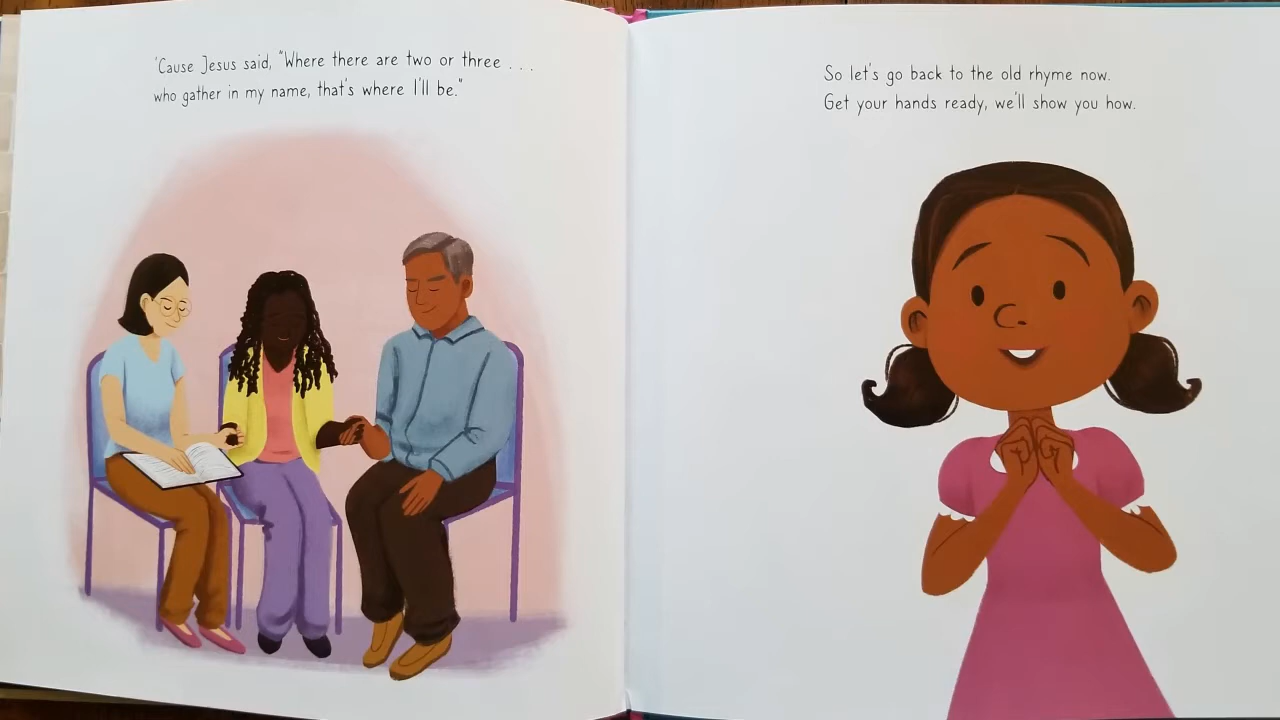 'Cause Jesus said, "Where there are two or three . . .
who gather in my name, that's where I'll be."
So let's go back to the old rhyme now.
Get your hands ready, we'll show you how.